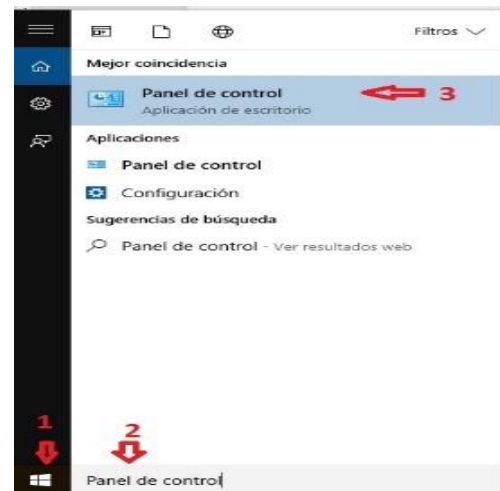 Filtros
Mejor coincidencia
Panel de control
Aplicación de escritorio
3
Aplicaciones
Panel de control
Configuración
Sugerencias de búsqueda
Panel de control - Ver resultados web
1
2
Panel de control